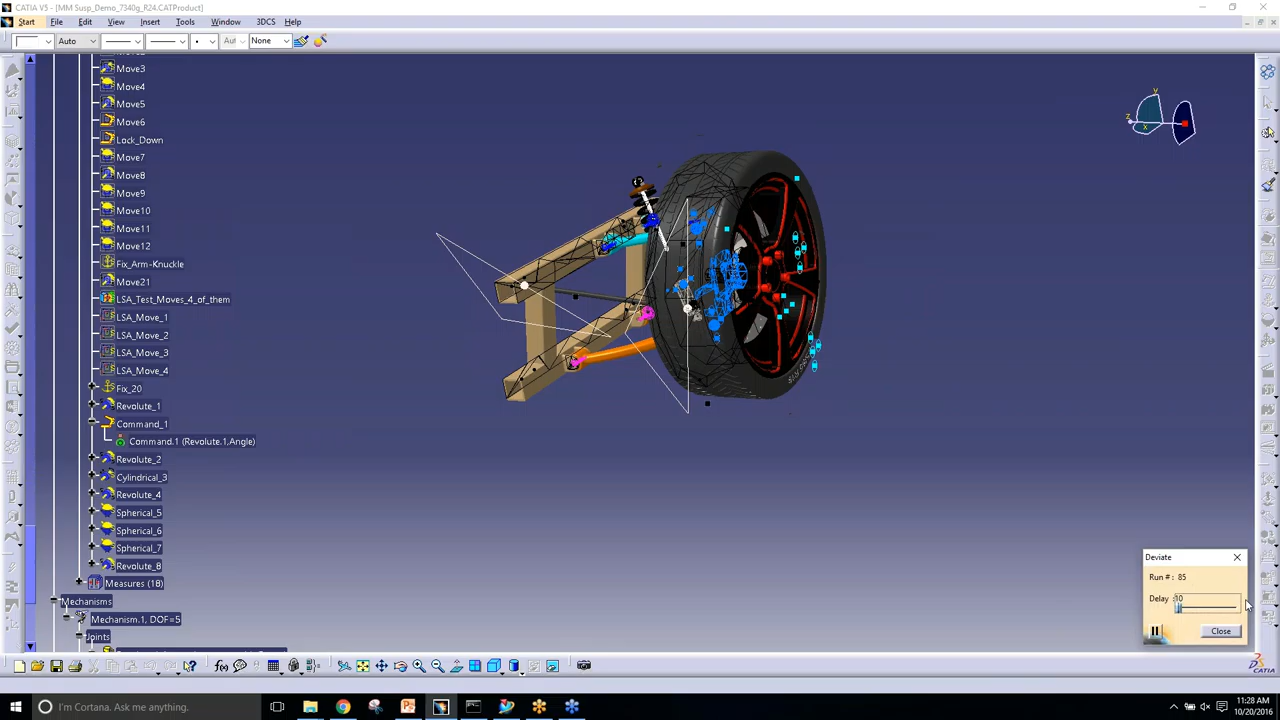 CATIA V5 - [MM Susp_Demo_7340g_R24.CATProduct]
Start File Edit View Insert Tools Window 3DCS Help
Auto Aut None
Move3
Move4
Move5
Move6
Lock_Down
Move7
Move8
Move9
Move10
Move11
Move12
Fix_Arm-Knuckle
Move21
LSA_Test_Moves_4_of_them
LSA_Move_1
LSA_Move_2
LSA_Move_3
LSA_Move_4
Fix_20
Revolute_1
Command_1
Command.1 (Revolute.1,Angle)
Revolute_2
Cylindrical_3
Revolute_4
Spherical_5
Spherical_6
Spherical_7
Revolute_8
Measures (18)
Mechanisms
Mechanism.1, DOF=5
Joints
y
z
x
Deviate
Run # : 85
Delay 10
Close
CATIA
I'm Cortana. Ask me anything.
11:28 AM
10/20/2016